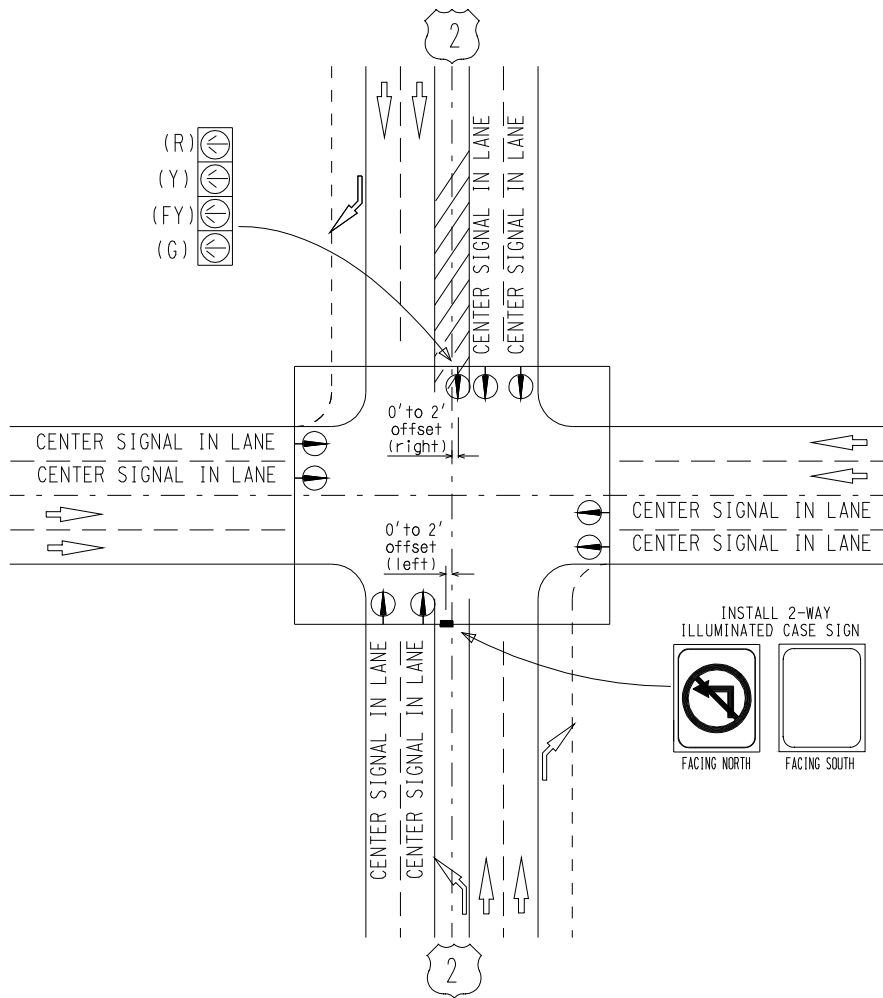 2
(R)
(Y)
(FY)
(G)
CENTER SIGNAL IN LANE
CENTER SIGNAL IN LANE
0' to 2'
offset
(right)
CENTER SIGNAL IN LANE
CENTER SIGNAL IN LANE
0' to 2'
offset
(left)
CENTER SIGNAL IN LANE
CENTER SIGNAL IN LANE
INSTALL 2-WAY
ILLUMINATED CASE SIGN
FACING NORTH
FACING SOUTH
CENTER SIGNAL IN LANE
CENTER SIGNAL IN LANE
2